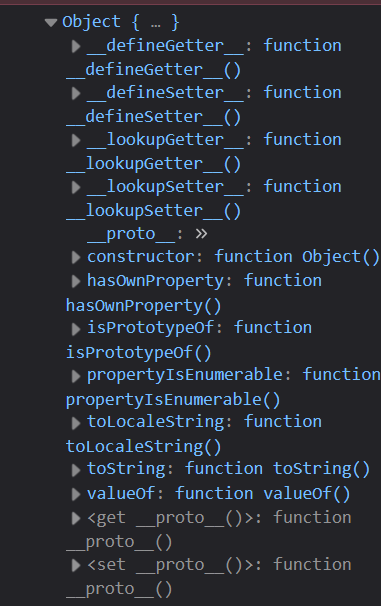 Object { … }
__defineGetter__: function
__defineGetter__()
__defineSetter__: function
__defineSetter__()
__lookupGetter__: function
__lookupGetter__()
__lookupSetter__: function
__lookupSetter__()
__proto__: »
constructor: function Object()
hasOwnProperty: function
hasOwnProperty()
isPrototypeOf: function
isPrototypeOf()
propertyIsEnumerable: function
propertyIsEnumerable()
toLocaleString: function
toLocaleString()
toString: function toString()
valueOf: function valueOf()
<get __proto__()>: function
__proto__()
<set __proto__()>: function
__proto__()